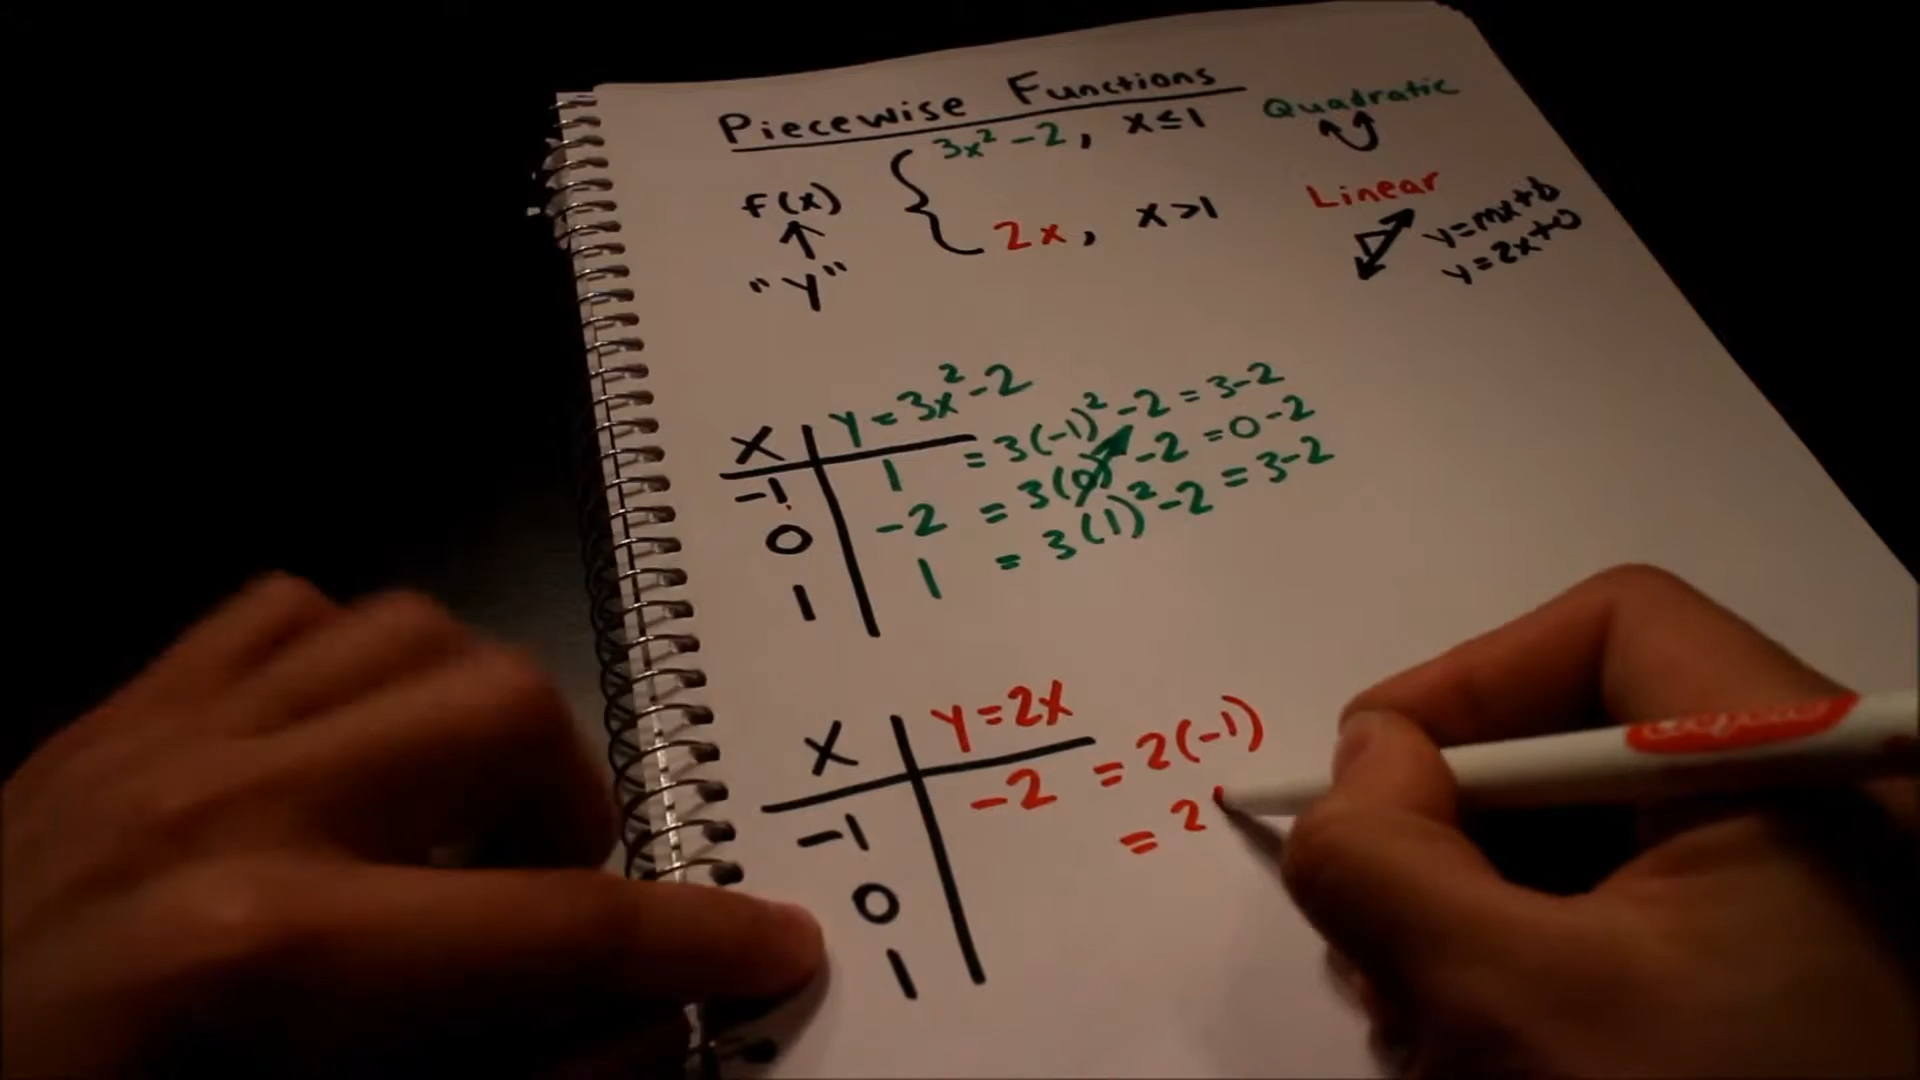 Piecewise Functions
3x² - 2, x≤1 Quadratic
f(x)
2x, x>1 Linear
"Y"
y=mx+b
y=2x+0
X Y=3x²-2
-1 1 = 3(-1)² -2 = 3-2
0 -2 = 3(0) -2 = 0-2
1 1 = 3(1)² -2 = 3-2
X Y=2X
-1 -2 = 2(-1)
0 = 2
1